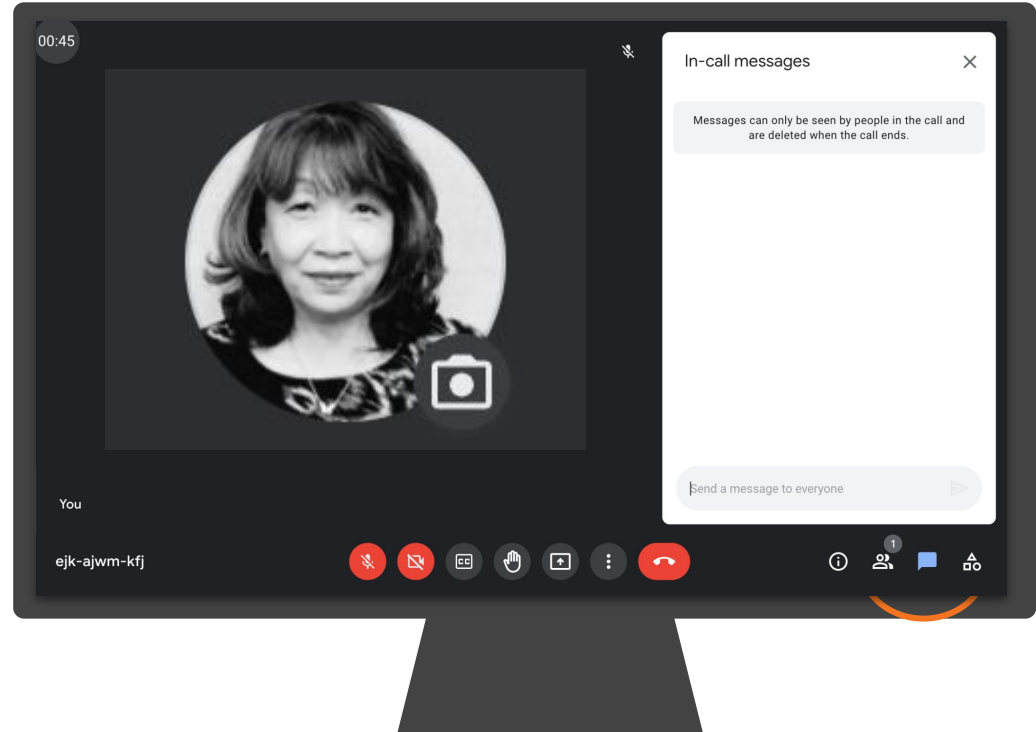 00:45
In-call messages
Messages can only be seen by people in the call and
are deleted when the call ends.
Send a message to everyone
You
ejk-ajwm-kfj
CC
1